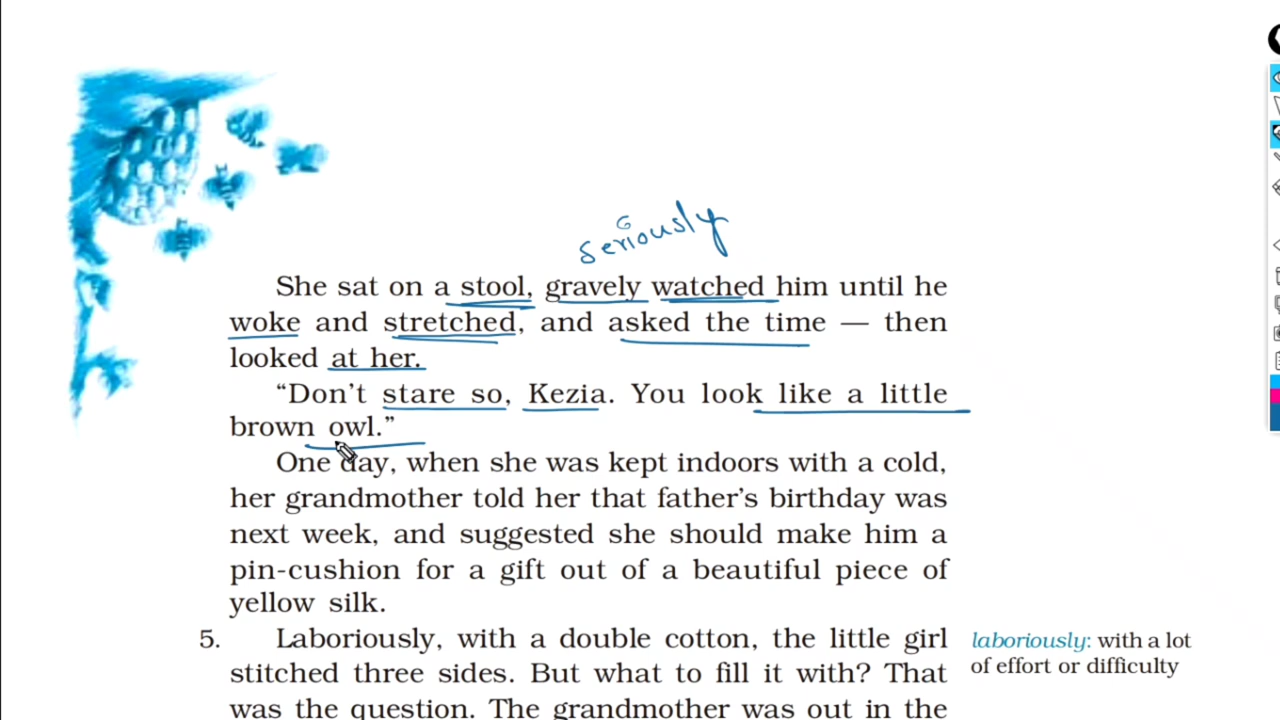 seriously
She sat on a stool, gravely watched him until he
woke and stretched, and asked the time — then
looked at her.
“Don't stare so, Kezia. You look like a little
brown owl.”
One day, when she was kept indoors with a cold,
her grandmother told her that father's birthday was
next week, and suggested she should make him a
pin-cushion for a gift out of a beautiful piece of
yellow silk.
5. Laboriously, with a double cotton, the little girl
laboriously: with a lot
of effort or difficulty
stitched three sides. But what to fill it with? That
was the question. The grandmother was out in the